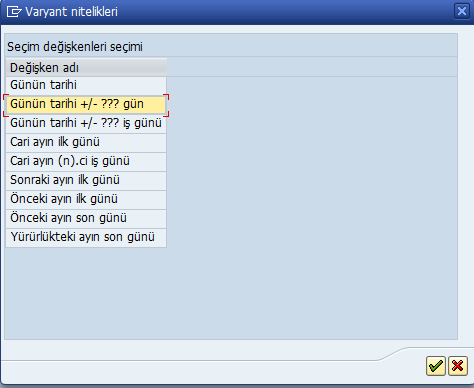 Varyant nitelikleri
Seçim değişkenleri seçimi
Değişken adı
Günün tarihi
Günün tarihi +/- ??? gün
Günün tarihi +/- ??? iş günü
Cari ayın ilk günü
Cari ayın (n).ci iş günü
Sonraki ayın ilk günü
Önceki ayın ilk günü
Önceki ayın son günü
Yürürlükteki ayın son günü